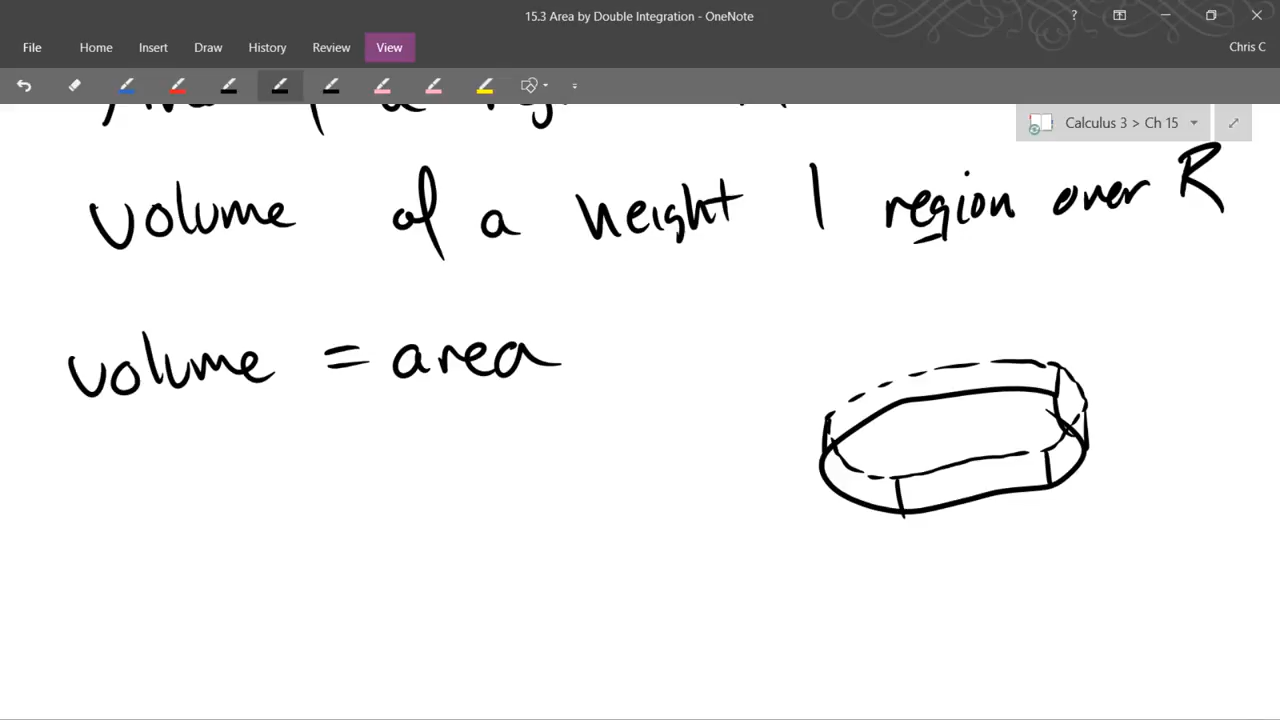 15.3 Area by Double Integration - OneNote
File Home Insert Draw History Review View
Chris C
Calculus 3 > Ch 15
volume of a height 1 region over R
volume = area